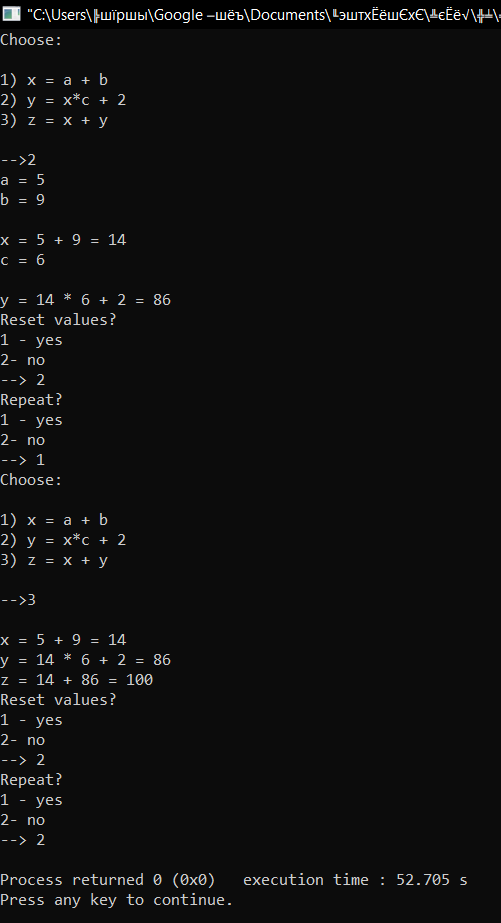 "C:\Users\╠шїршы\Google –шёъ\Documents\╙эштхЁёшЄхЄ\╩єЁё√\╬╧\
Choose:
1) x = a + b
2) y = x*c + 2
3) z = x + y
-->2
a = 5
b = 9
x = 5 + 9 = 14
c = 6
y = 14 * 6 + 2 = 86
Reset values?
1 - yes
2- no
--> 2
Repeat?
1 - yes
2- no
--> 1
Choose:
1) x = a + b
2) y = x*c + 2
3) z = x + y
-->3
x = 5 + 9 = 14
y = 14 * 6 + 2 = 86
z = 14 + 86 = 100
Reset values?
1 - yes
2- no
--> 2
Repeat?
1 - yes
2- no
--> 2
Process returned 0 (0x0)   execution time : 52.705 s
Press any key to continue.